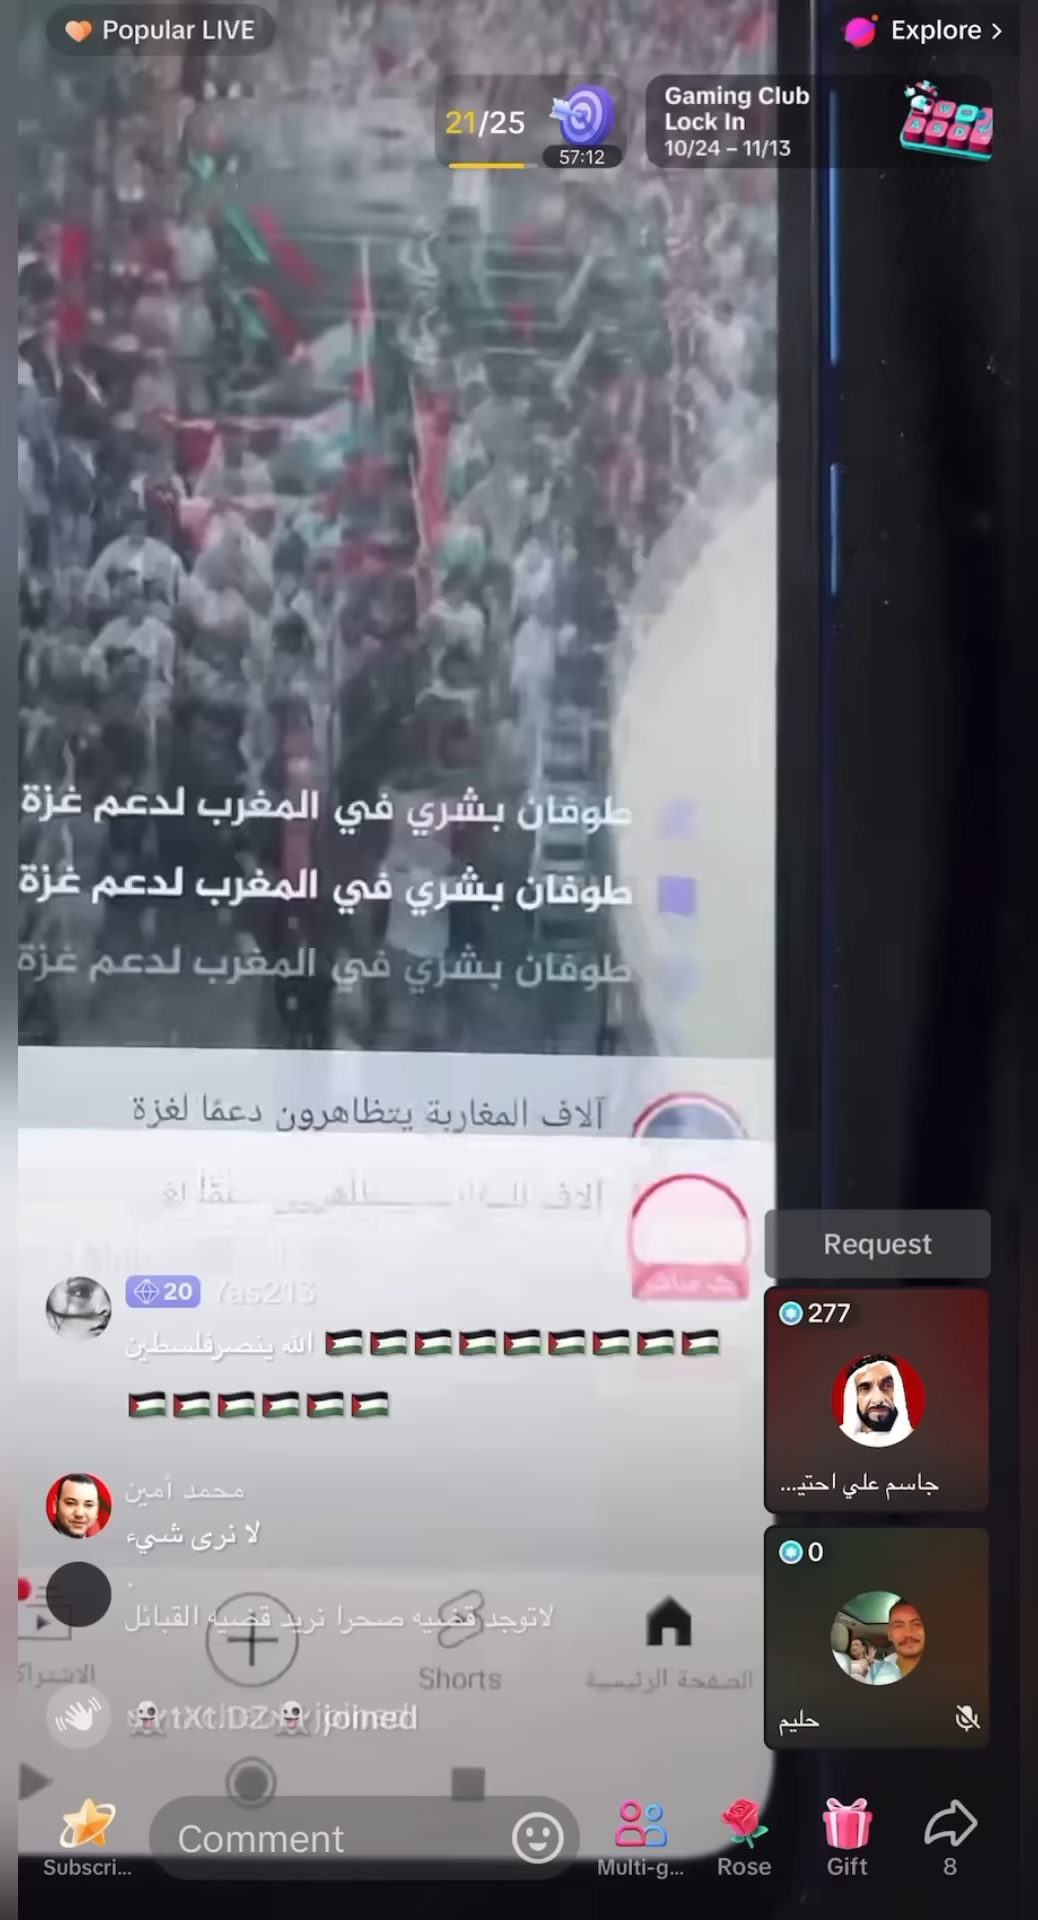 Popular LIVE
Explore >
21/25
57:12
Gaming Club
Lock In
10/24 – 11/13
W
A S D
طوفان بشري في المغرب لدعم غزة
طوفان بشري في المغرب لدعم غزة
طوفان بشري في المغرب لدعم غزة
آلاف المغاربة يتظاهرون دعمًا لغزة
آلاف
Request
20 Yas213
الله ينصرفلسطين 🇵🇸🇵🇸🇵🇸🇵🇸🇵🇸🇵🇸🇵🇸🇵🇸🇵🇸
🇵🇸🇵🇸🇵🇸🇵🇸🇵🇸🇵🇸
277
جاسم علي احتيـ...
محمد أمين
لا نرى شيء
0
لاتوجد قضيه صحرا نريد قضيه القبائل
Shorts
الصفحة الرئيسية
joined
حليم
Comment
Subscri...
Multi-g...
Rose
Gift
8